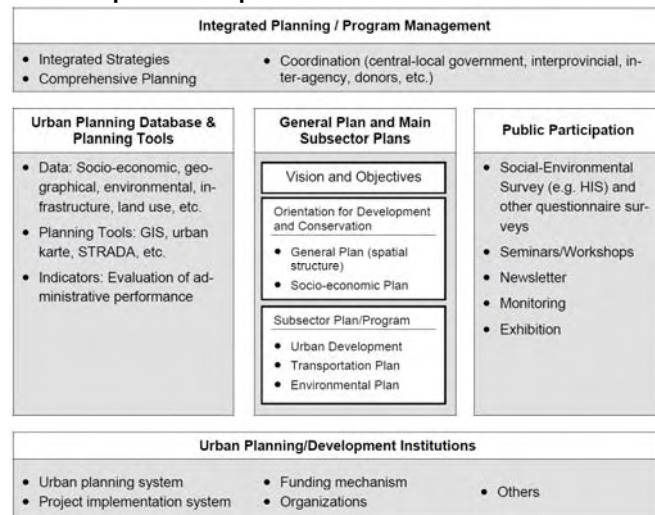 Integrated Planning / Program Management
• Integrated Strategies
• Comprehensive Planning
• Coordination (central-local government, interprovincial, in-
ter-agency, donors, etc.)
Urban Planning Database &
Planning Tools
• Data: Socio-economic, geo-
graphical, environmental, in-
frastructure, land use, etc.
• Planning Tools: GIS, urban
karte, STRADA, etc.
• Indicators: Evaluation of ad-
ministrative performance
General Plan and Main
Subsector Plans
Vision and Objectives
Orientation for Development
and Conservation
• General Plan (spatial
structure)
• Socio-economic Plan
Subsector Plan/Program
• Urban Development
• Transportation Plan
• Environmental Plan
Public Participation
• Social-Environmental
Survey (e.g. HIS) and
other questionnaire sur-
veys
• Seminars/Workshops
• Newsletter
• Monitoring
• Exhibition
Urban Planning/Development Institutions
• Urban planning system
• Project implementation system
• Funding mechanism
• Organizations
• Others